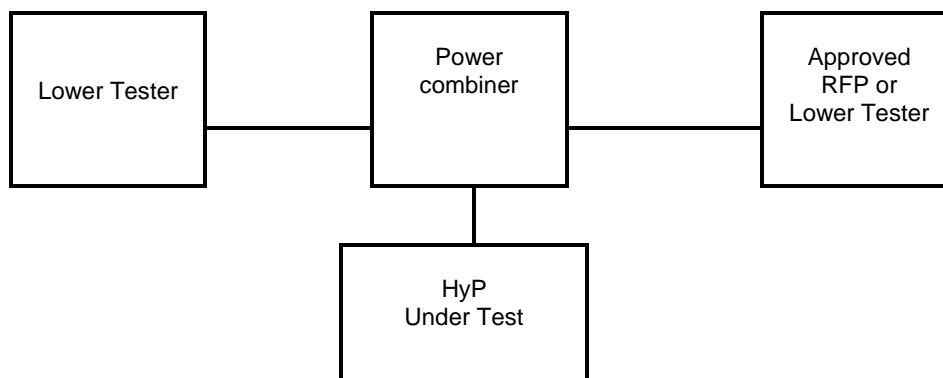 Lower Tester
Power
combiner
Approved
RFP or
Lower Tester
HyP
Under Test